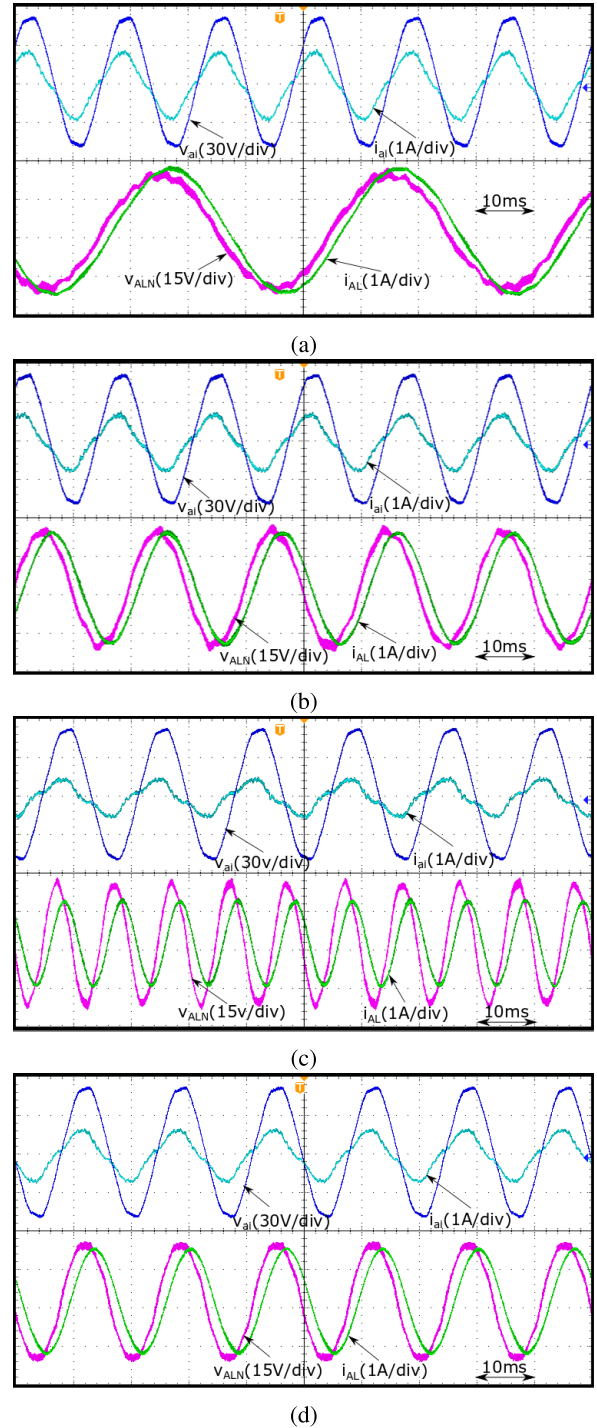 T
v_ai(30V/div) i_ai(1A/div)
10ms
v_ALN(15V/div) i_AL(1A/div)
(a)
T
v_ai(30V/div) i_ai(1A/div)
v_ALN(15V/div) i_AL(1A/div) 10ms
(b)
T
v_ai(30v/div) i_ai(1A/div)
v_ALN(15v/div) i_AL(1A/div) 10ms
(c)
T
v_ai(30V/div) i_ai(1A/div)
v_ALN(15V/div) i_AL(1A/div) 10ms
(d)